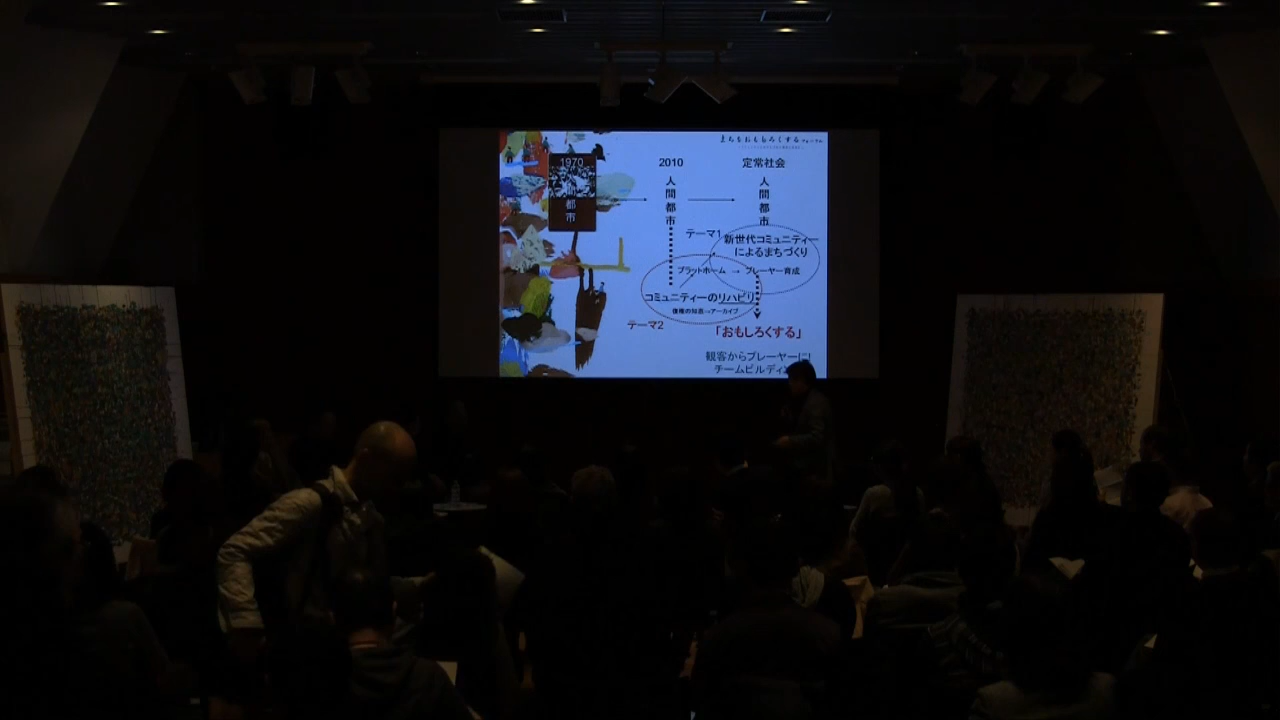 まちをおもしろくする
1970
2010
定常社会
人間都市
人間都市
人間都市
テーマ1
新世代コミュニティー
によるまちづくり
プラットホーム → プレーヤー育成
コミュニティーのリハビリ
テーマ2
「おもしろくする」
観客からプレーヤーに!
チームビルディ